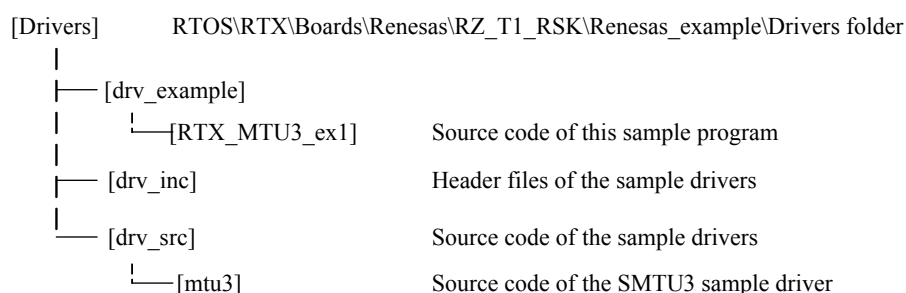 [Drivers] RTOS\RTX\Boards\Renesas\RZ_T1_RSK\Renesas_example\Drivers folder
[drv_example]
[RTX_MTU3_ex1] Source code of this sample program
[drv_inc] Header files of the sample drivers
[drv_src] Source code of the sample drivers
[mtu3] Source code of the SMTU3 sample driver